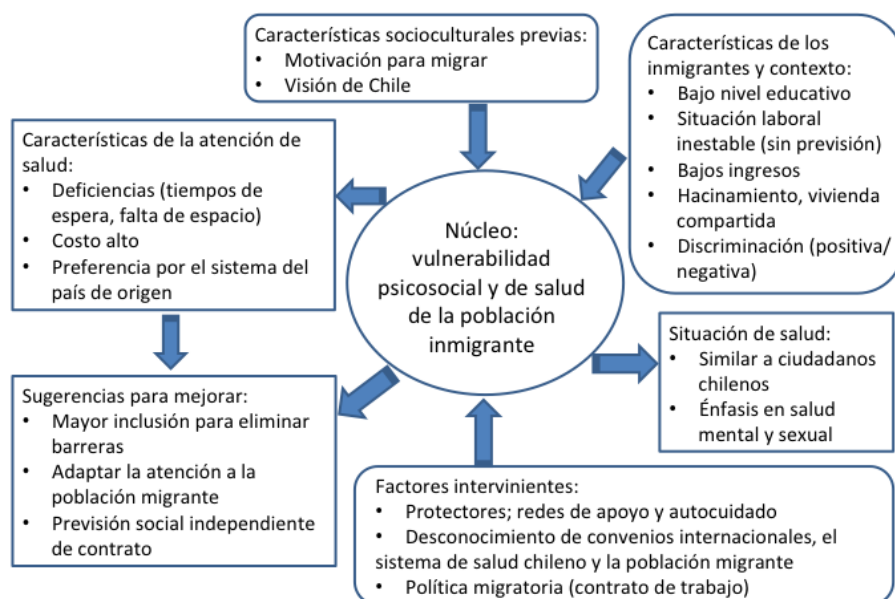 Características socioculturales previas:
• Motivación para migrar
• Visión de Chile
Características de los
inmigrantes y contexto:
• Bajo nivel educativo
• Situación laboral
inestable (sin previsión)
• Bajos ingresos
• Hacinamiento, vivienda
compartida
• Discriminación (positiva/
negativa)
Características de la atención de
salud:
• Deficiencias (tiempos de
espera, falta de espacio)
• Costo alto
• Preferencia por el sistema del
país de origen
Núcleo:
vulnerabilidad
psicosocial y de salud
de la población
inmigrante
Situación de salud:
• Similar a ciudadanos
chilenos
• Énfasis en salud
mental y sexual
Sugerencias para mejorar:
• Mayor inclusión para eliminar
barreras
• Adaptar la atención a la
población migrante
• Previsión social independiente
de contrato
Factores intervinientes:
• Protectores; redes de apoyo y autocuidado
• Desconocimiento de convenios internacionales, el
sistema de salud chileno y la población migrante
• Política migratoria (contrato de trabajo)